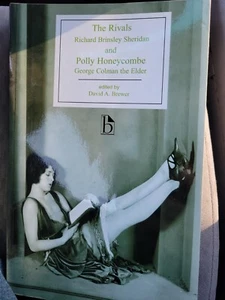 The Rivals
Richard Brinsley Sheridan
and
Polly Honeycombe
George Colman the Elder
edited by
David A. Brewer
b